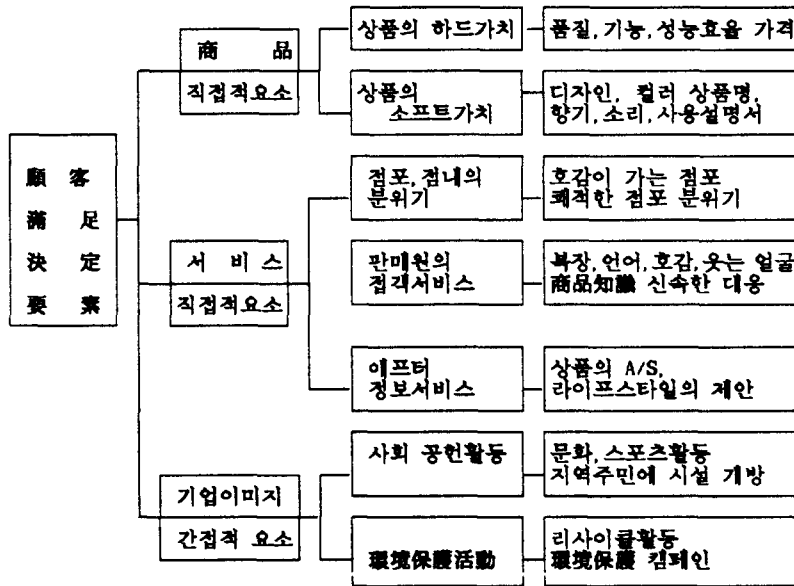 顧客
滿足
決定
要素
商品
직접적요소
상품의 하드가치
품질,기능,성능효율 가격
상품의
소프트가치
디자인, 컬러 상품명,
향기,소리,사용설명서
서비스
직접적요소
점포,점내의
분위기
호감이 가는 점포
쾌적한 점포 분위기
판매원의
접객서비스
복장,언어,호감,웃는 얼굴
商品知識 신속한 대응
애프터
정보서비스
상품의 A/S,
라이프스타일의 제안
기업이미지
간접적 요소
사회 공헌활동
문화,스포츠활동
지역주민에 시설 개방
環境保護活動
리사이클활동
環境保護 캠페인